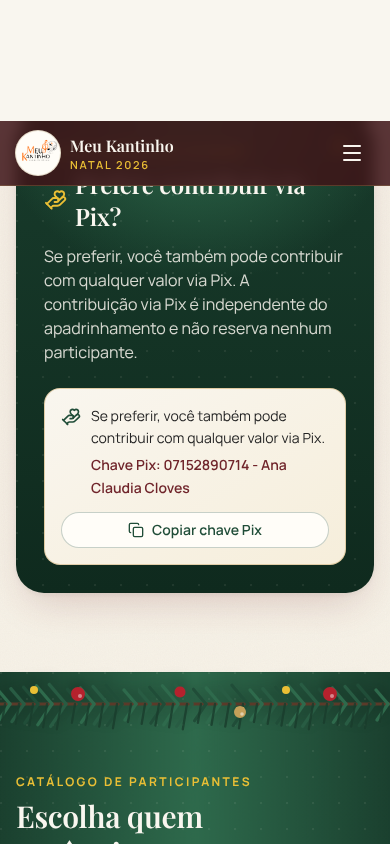 Meu Kantinho
NATAL 2026
Prefere contribuir via
Pix?
Se preferir, você também pode contribuir
com qualquer valor via Pix. A
contribuição via Pix é independente do
apadrinhamento e não reserva nenhum
participante.
Se preferir, você também pode
contribuir com qualquer valor via Pix.
Chave Pix: 07152890714 - Ana
Claudia Cloves
Copiar chave Pix
CATÁLOGO DE PARTICIPANTES
Escolha quem